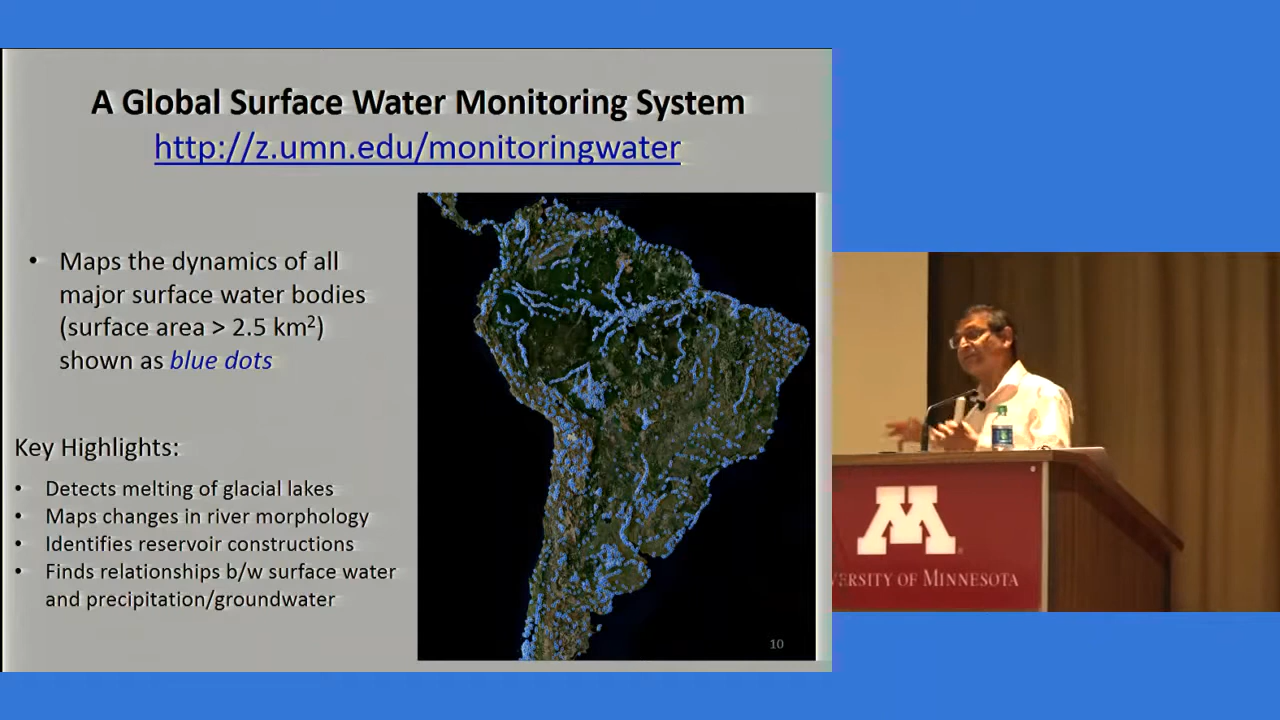 A Global Surface Water Monitoring System
http://z.umn.edu/monitoringwater
• Maps the dynamics of all
major surface water bodies
(surface area > 2.5 km²)
shown as blue dots
Key Highlights:
• Detects melting of glacial lakes
• Maps changes in river morphology
• Identifies reservoir constructions
• Finds relationships b/w surface water
and precipitation/groundwater
10
M
VERSITY OF MINNESOTA